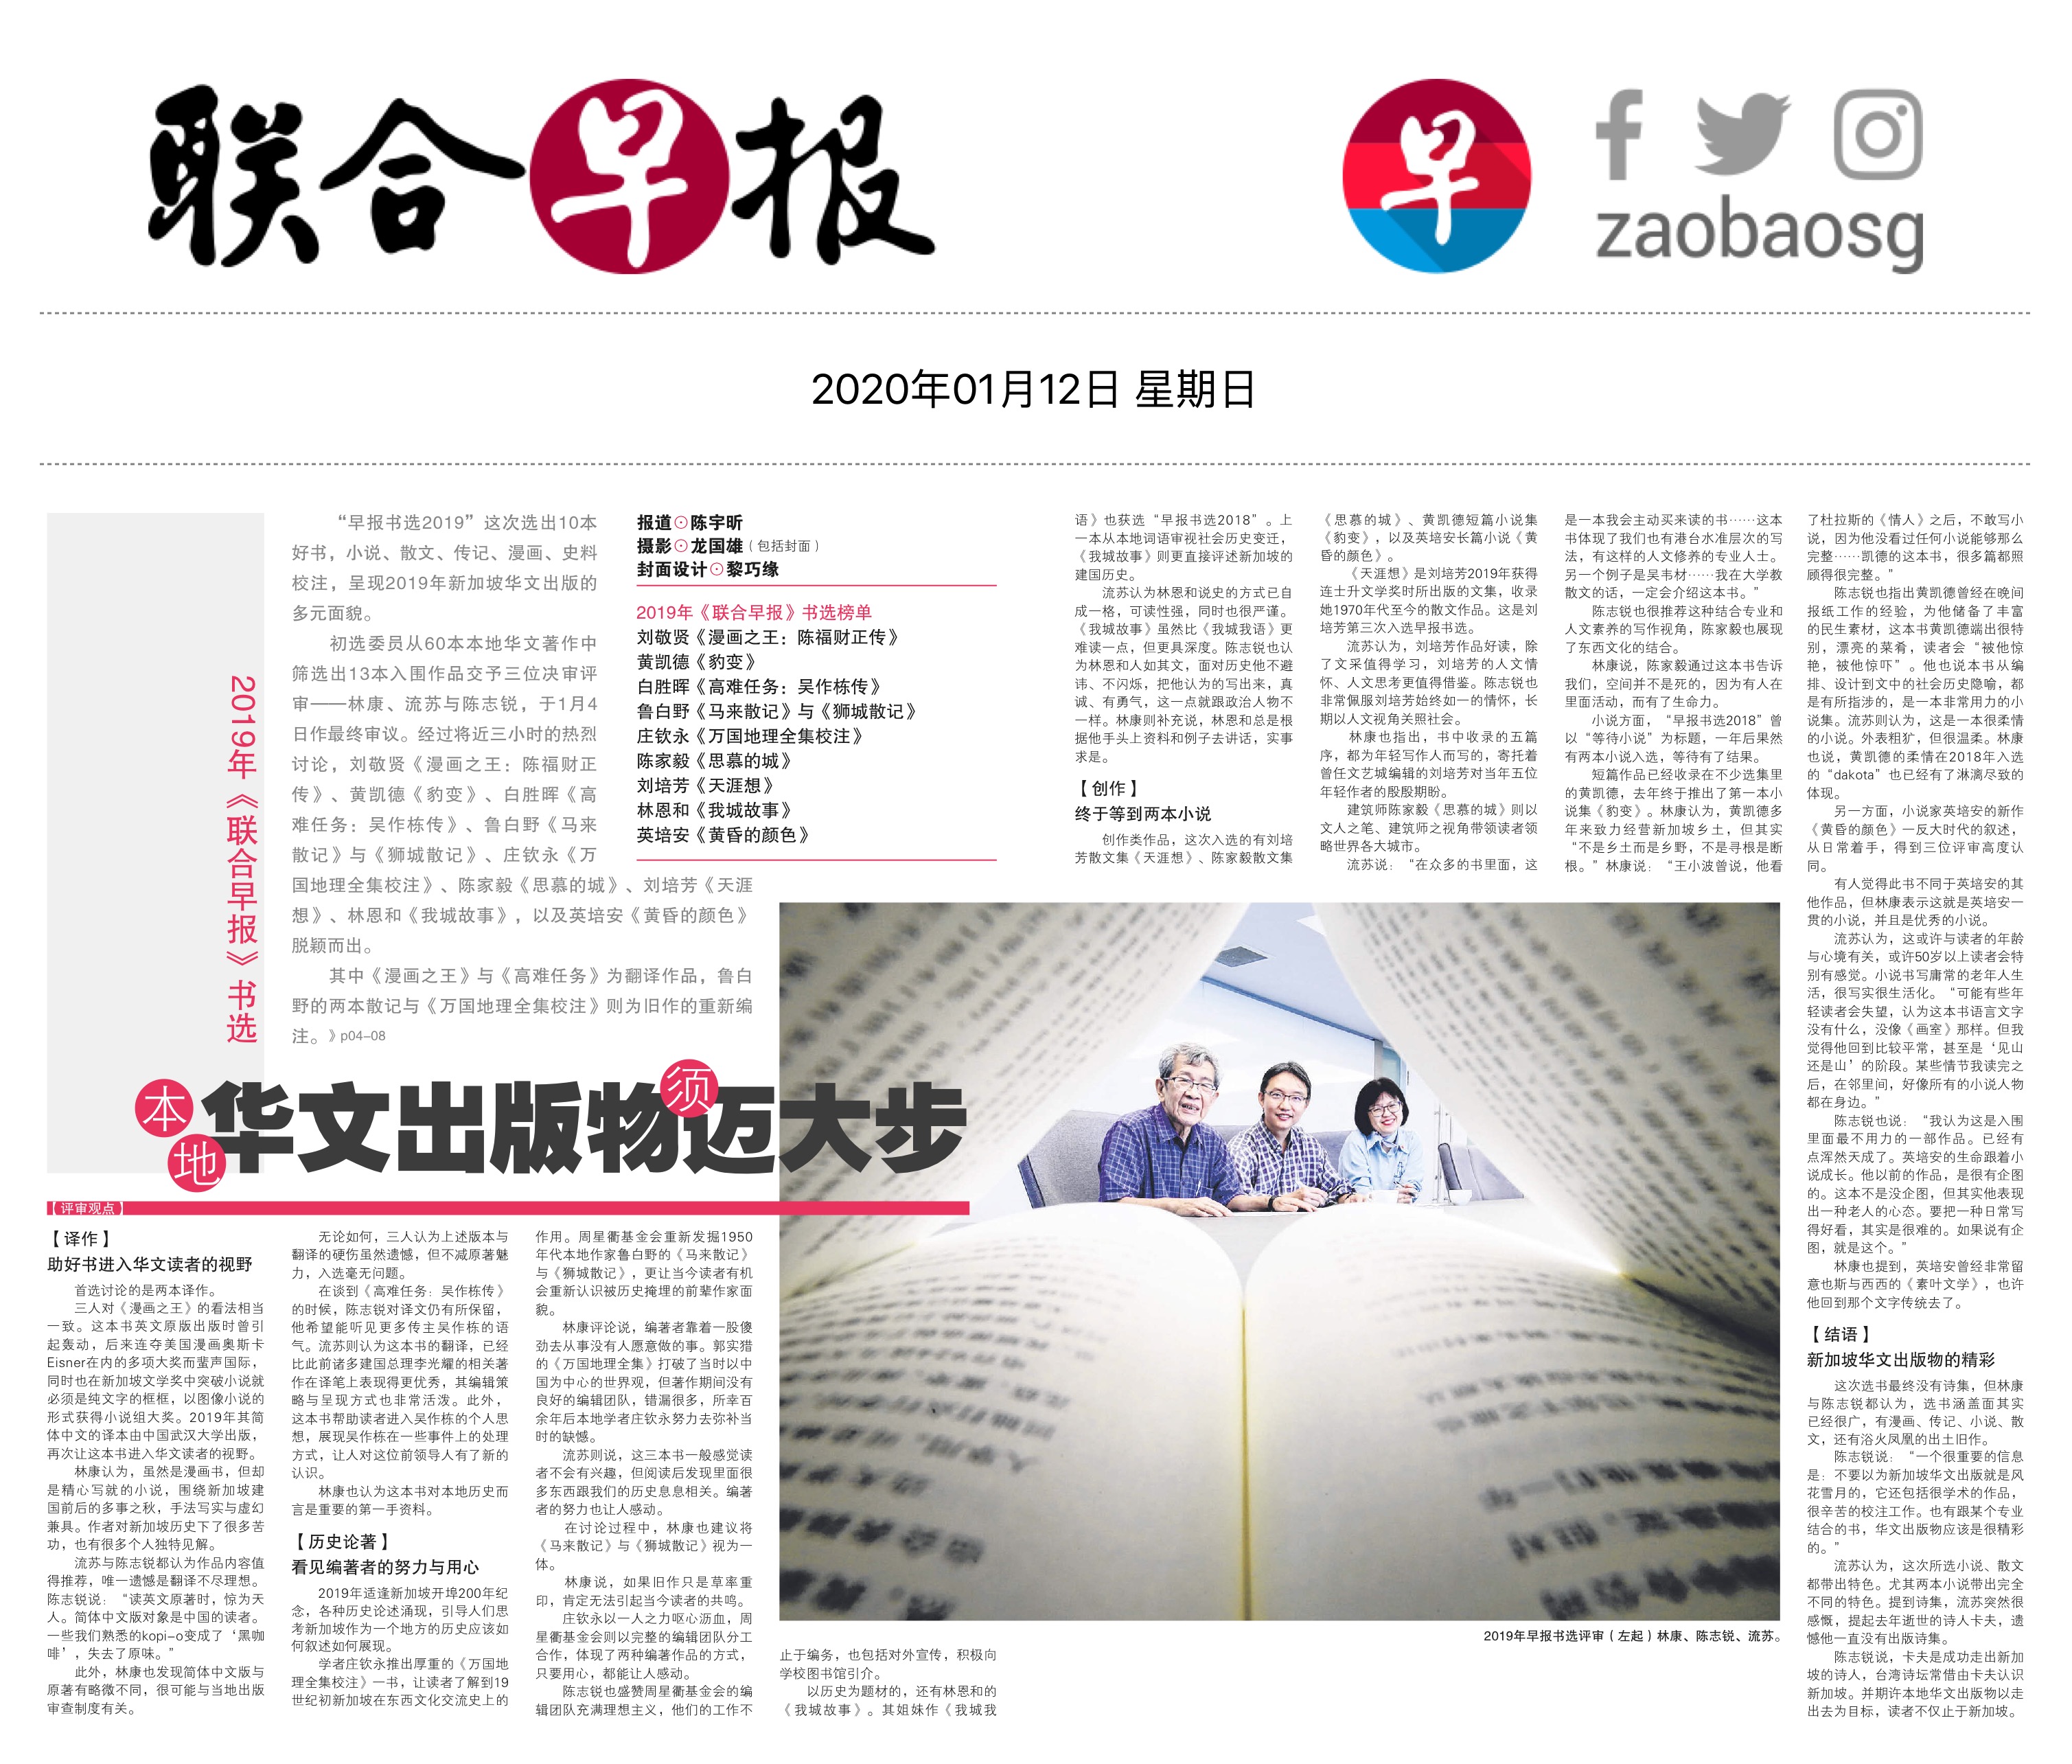 联合早报
早
zaobaosg
2020年01月12日 星期日
2019年《联合早报》书选
“早报书选2019”这次选出10本
好书，小说、散文、传记、漫画、史料
校注，呈现2019年新加坡华文出版的
多元面貌。
初选委员从60本本地华文著作中
筛选出13本入围作品交予三位决审评
审——林康、流苏与陈志锐，于1月4
日作最终审议。经过将近三小时的热烈
讨论，刘敬贤《漫画之王：陈福财正
传》、黄凯德《豹变》、白胜晖《高
难任务：吴作栋传》、鲁白野《马来
散记》与《狮城散记》、庄钦永《万
国地理全集校注》、陈家毅《思慕的城》、刘培芳《天涯
想》、林恩和《我城故事》，以及英培安《黄昏的颜色》
脱颖而出。
其中《漫画之王》与《高难任务》为翻译作品，鲁白
野的两本散记与《万国地理全集校注》则为旧作的重新编
注。》p04–08
报道⊙陈宇昕
摄影⊙龙国雄（包括封面）
封面设计⊙黎巧缘
2019年《联合早报》书选榜单
刘敬贤《漫画之王：陈福财正传》
黄凯德《豹变》
白胜晖《高难任务：吴作栋传》
鲁白野《马来散记》与《狮城散记》
庄钦永《万国地理全集校注》
陈家毅《思慕的城》
刘培芳《天涯想》
林恩和《我城故事》
英培安《黄昏的颜色》
本地华文出版物须迈大步
【评审观点】
【译作】
助好书进入华文读者的视野
首选讨论的是两本译作。
三人对《漫画之王》的看法相当
一致。这本书英文原版出版时曾引
起轰动，后来连夺美国漫画奥斯卡
Eisner在内的多项大奖而蜚声国际，
同时也在新加坡文学奖中突破小说就
必须是纯文字的框框，以图像小说的
形式获得小说组大奖。2019年其简
体中文的译本由中国武汉大学出版，
再次让这本书进入华文读者的视野。
林康认为，虽然是漫画书，但却
是精心写就的小说，围绕新加坡建
国前后的多事之秋，手法写实与虚幻
兼具。作者对新加坡历史下了很多苦
功，也有很多个人独特见解。
流苏与陈志锐都认为作品内容值
得推荐，唯一遗憾是翻译不尽理想。
陈志锐说：“读英文原著时，惊为天
人。简体中文版对象是中国的读者。
一些我们熟悉的kopi–o变成了‘黑咖
啡’，失去了原味。”
此外，林康也发现简体中文版与
原著有略微不同，很可能与当地出版
审查制度有关。
无论如何，三人认为上述版本与
翻译的硬伤虽然遗憾，但不减原著魅
力，入选毫无问题。
在谈到《高难任务：吴作栋传》
的时候，陈志锐对译文仍有所保留，
他希望能听见更多传主吴作栋的语
气。流苏则认为这本书的翻译，已经
比此前诸多建国总理李光耀的相关著
作在译笔上表现得更优秀，其编辑策
略与呈现方式也非常活泼。此外，
这本书帮助读者进入吴作栋的个人思
想，展现吴作栋在一些事件上的处理
方式，让人对这位前领导人有了新的
认识。
林康也认为这本书对本地历史而
言是重要的第一手资料。
【历史论著】
看见编著者的努力与用心
2019年适逢新加坡开埠200年纪
念，各种历史论述涌现，引导人们思
考新加坡作为一个地方的历史应该如
何叙述如何展现。
学者庄钦永推出厚重的《万国地
理全集校注》一书，让读者了解到19
世纪初新加坡在东西文化交流史上的
作用。周星衢基金会重新发掘1950
年代本地作家鲁白野的《马来散记》
与《狮城散记》，更让当今读者有机
会重新认识被历史掩埋的前辈作家面
貌。
林康评论说，编著者靠着一股傻
劲去从事没有人愿意做的事。郭实猎
的《万国地理全集》打破了当时以中
国为中心的世界观，但著作期间没有
良好的编辑团队，错漏很多，所幸百
余年后本地学者庄钦永努力去弥补当
时的缺憾。
流苏则说，这三本书一般感觉读
者不会有兴趣，但阅读后发现里面很
多东西跟我们的历史息息相关。编著
者的努力也让人感动。
在讨论过程中，林康也建议将
《马来散记》与《狮城散记》视为一
体。
林康说，如果旧作只是草率重
印，肯定无法引起当今读者的共鸣。
庄钦永以一人之力呕心沥血，周
星衢基金会则以完整的编辑团队分工
合作，体现了两种编著作品的方式，
只要用心，都能让人感动。
陈志锐也盛赞周星衢基金会的编
辑团队充满理想主义，他们的工作不
止于编务，也包括对外宣传，积极向
学校图书馆引介。
以历史为题材的，还有林恩和的
《我城故事》。其姐妹作《我城我
语》也获选“早报书选2018”。上
一本从本地词语审视社会历史变迁，
《我城故事》则更直接评述新加坡的
建国历史。
流苏认为林恩和说史的方式已自
成一格，可读性强，同时也很严谨。
《我城故事》虽然比《我城我语》更
难读一点，但更具深度。陈志锐也认
为林恩和人如其文，面对历史他不避
讳、不闪烁，把他认为的写出来，真
诚、有勇气，这一点就跟政治人物不
一样。林康则补充说，林恩和总是根
据他手头上资料和例子去讲话，实事
求是。
【创作】
终于等到两本小说
创作类作品，这次入选的有刘培
芳散文集《天涯想》、陈家毅散文集
《思慕的城》、黄凯德短篇小说集
《豹变》，以及英培安长篇小说《黄
昏的颜色》。
《天涯想》是刘培芳2019年获得
连士升文学奖时所出版的文集，收录
她1970年代至今的散文作品。这是刘
培芳第三次入选早报书选。
流苏认为，刘培芳作品好读，除
了文采值得学习，刘培芳的人文情
怀、人文思考更值得借鉴。陈志锐也
非常佩服刘培芳始终如一的情怀，长
期以人文视角关照社会。
林康也指出，书中收录的五篇
序，都为年轻写作人而写的，寄托着
曾任文艺城编辑的刘培芳对当年五位
年轻作者的殷殷期盼。
建筑师陈家毅《思慕的城》则以
文人之笔、建筑师之视角带领读者领
略世界各大城市。
流苏说：“在众多的书里面，这
是一本我会主动买来读的书……这本
书体现了我们也有港台水准层次的写
法，有这样的人文修养的专业人士。
另一个例子是吴韦材……我在大学教
散文的话，一定会介绍这本书。”
陈志锐也很推荐这种结合专业和
人文素养的写作视角，陈家毅也展现
了东西文化的结合。
林康说，陈家毅通过这本书告诉
我们，空间并不是死的，因为有人在
里面活动，而有了生命力。
小说方面，“早报书选2018”曾
以“等待小说”为标题，一年后果然
有两本小说入选，等待有了结果。
短篇作品已经收录在不少选集里
的黄凯德，去年终于推出了第一本小
说集《豹变》。林康认为，黄凯德多
年来致力经营新加坡乡土，但其实
“不是乡土而是乡野，不是寻根是断
根。”林康说：“王小波曾说，他看
了杜拉斯的《情人》之后，不敢写小
说，因为他没看过任何小说能够那么
完整……凯德的这本书，很多篇都照
顾得很完整。”
陈志锐也指出黄凯德曾经在晚间
报纸工作的经验，为他储备了丰富
的民生素材，这本书黄凯德端出很特
别，漂亮的菜肴，读者会“被他惊
艳，被他惊吓”。他也说本书从编
排、设计到文中的社会历史隐喻，都
是有所指涉的，是一本非常用力的小
说集。流苏则认为，这是一本很柔情
的小说。外表粗犷，但很温柔。林康
也说，黄凯德的柔情在2018年入选
的“dakota”也已经有了淋漓尽致的
体现。
另一方面，小说家英培安的新作
《黄昏的颜色》一反大时代的叙述，
从日常着手，得到三位评审高度认
同。
有人觉得此书不同于英培安的其
他作品，但林康表示这就是英培安一
贯的小说，并且是优秀的小说。
流苏认为，这或许与读者的年龄
与心境有关，或许50岁以上读者会特
别有感觉。小说书写庸常的老年人生
活，很写实很生活化。“可能有些年
轻读者会失望，认为这本书语言文字
没有什么，没像《画室》那样。但我
觉得他回到比较平常，甚至是‘见山
还是山’的阶段。某些情节我读完之
后，在邻里间，好像所有的小说人物
都在身边。”
陈志锐也说：“我认为这是入围
里面最不用力的一部作品。已经有
点浑然天成了。英培安的生命跟着小
说成长。他以前的作品，是很有企图
的。这本不是没企图，但其实他表现
出一种老人的心态。要把一种日常写
得好看，其实是很难的。如果说有企
图，就是这个。”
林康也提到，英培安曾经非常留
意也斯与西西的《素叶文学》，也许
他回到那个文字传统去了。
【结语】
新加坡华文出版物的精彩
这次选书最终没有诗集，但林康
与陈志锐都认为，选书涵盖面其实
已经很广，有漫画、传记、小说、散
文，还有浴火凤凰的出土旧作。
陈志锐说：“一个很重要的信息
是：不要以为新加坡华文出版就是风
花雪月的，它还包括很学术的作品，
很辛苦的校注工作。也有跟某个专业
结合的书，华文出版物应该是很精彩
的。”
流苏认为，这次所选小说、散文
都带出特色。尤其两本小说带出完全
不同的特色。提到诗集，流苏突然很
感慨，提起去年逝世的诗人卡夫，遗
憾他一直没有出版诗集。
陈志锐说，卡夫是成功走出新加
坡的诗人，台湾诗坛常借由卡夫认识
新加坡。并期许本地华文出版物以走
出去为目标，读者不仅止于新加坡。
2019年早报书选评审（左起）林康、陈志锐、流苏。